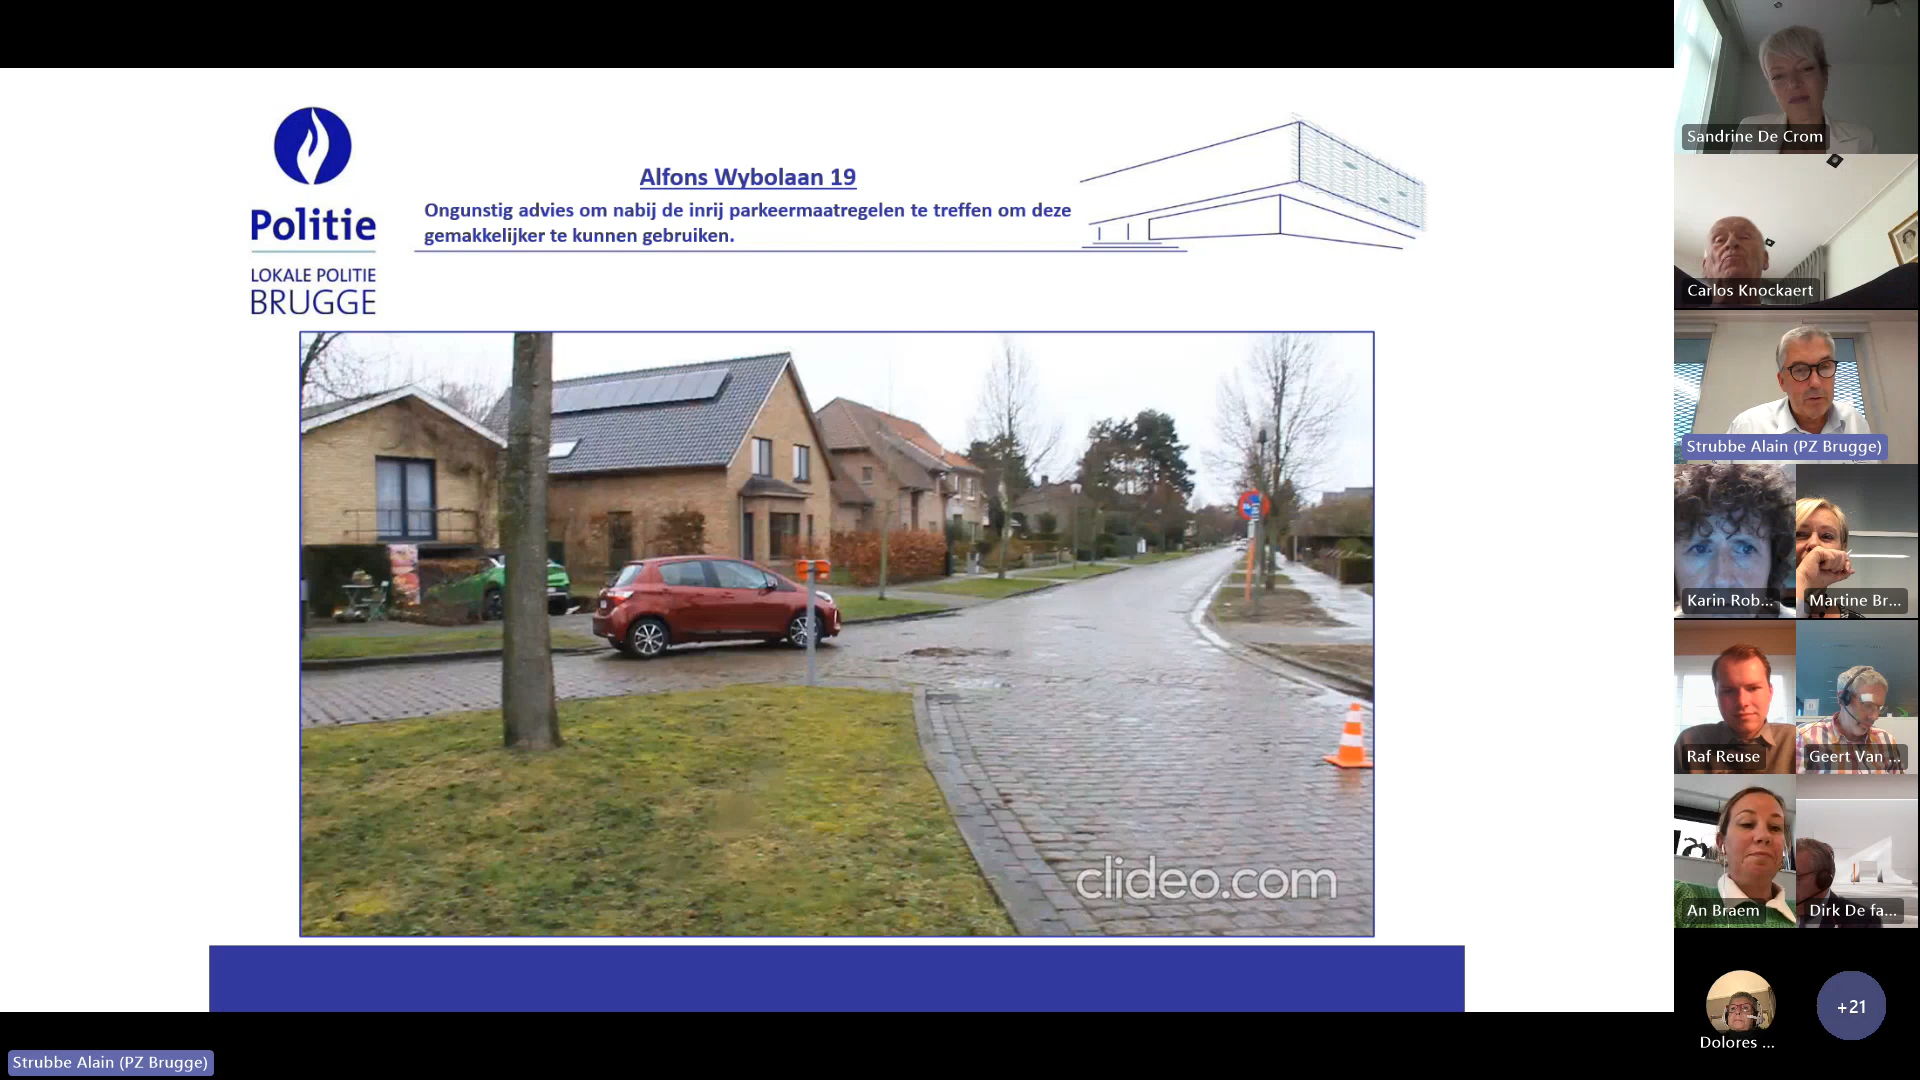 Politie
LOKALE POLITIE
BRUGGE
Alfons Wybolaan 19
Ongunstig advies om nabij de inrij parkeermaatregelen te treffen om deze
gemakkelijker te kunnen gebruiken.
clideo.com
Sandrine De Crom
Carlos Knockaert
Strubbe Alain (PZ Brugge)
Karin Rob...
Martine Br...
Raf Reuse
Geert Van ...
An Braem
Dirk De fa...
Dolores ...
+21
Strubbe Alain (PZ Brugge)